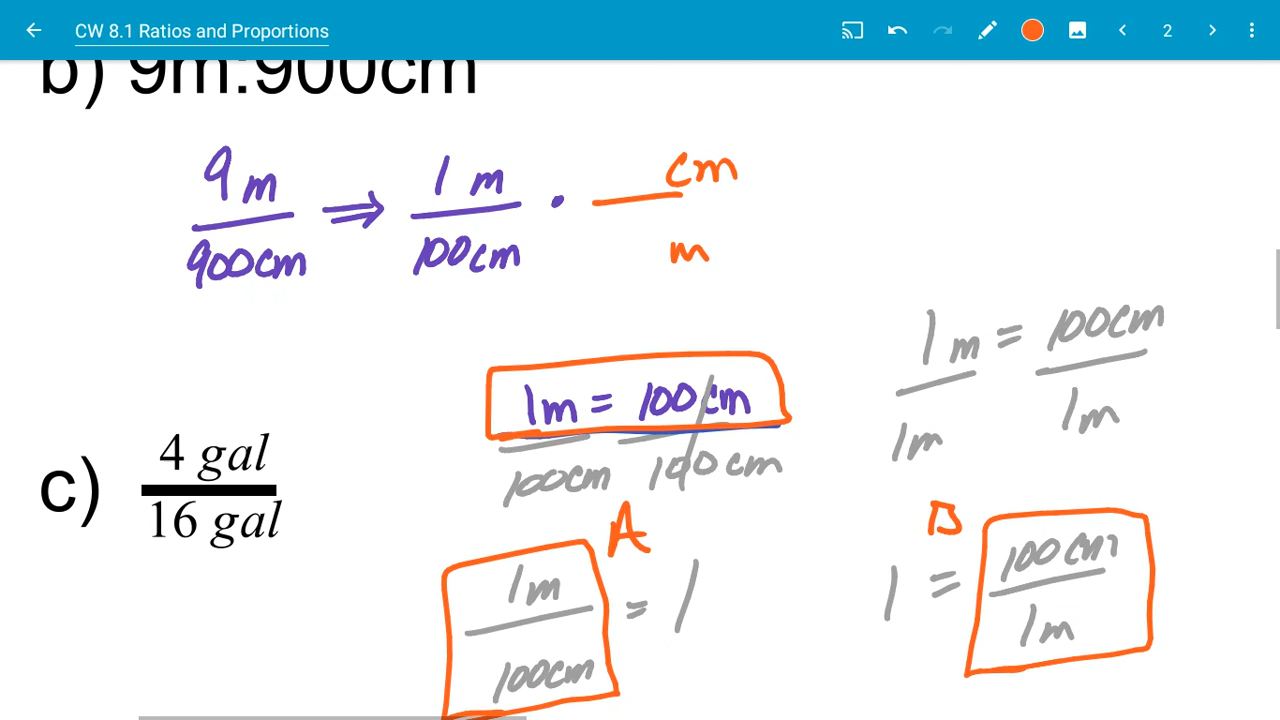 CW 8.1 Ratios and Proportions
2
b) 9m:900cm
9m/900cm ⇒ 1 m/100cm · cm/m
1m = 100cm
100cm 100cm
1m/1m = 100cm/1m
c) 4 gal/16 gal
A
1m/100cm = 1
B
1 = 100cm/1m